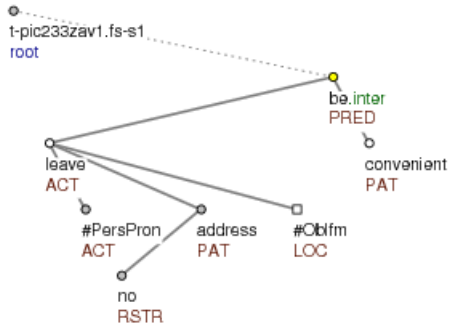 t-pic233zav1.fs-s1
root
be.inter
PRED
leave
ACT
convenient
PAT
#PersPron
ACT
address
PAT
#Oblfm
LOC
no
RSTR